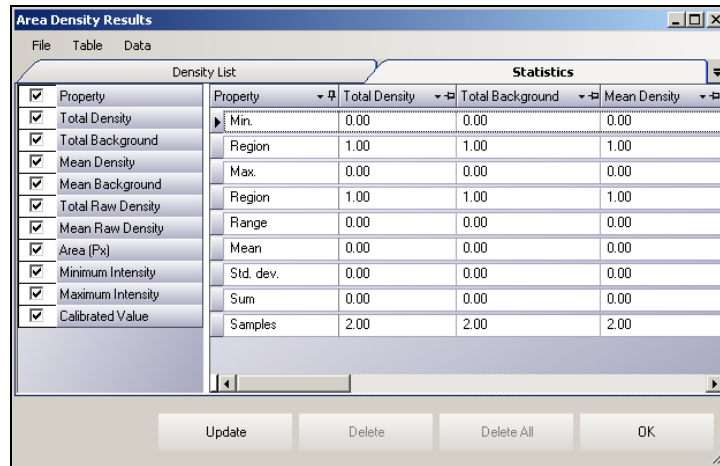 Area Density Results
File Table Data
Density List Statistics
Property
Total Density
Total Background
Mean Density
Mean Background
Total Raw Density
Mean Raw Density
Area (Px)
Minimum Intensity
Maximum Intensity
Calibrated Value
Property Total Density Total Background Mean Density
Min. 0.00 0.00 0.00
Region 1.00 1.00 1.00
Max. 0.00 0.00 0.00
Region 1.00 1.00 1.00
Range 0.00 0.00 0.00
Mean 0.00 0.00 0.00
Std. dev. 0.00 0.00 0.00
Sum 0.00 0.00 0.00
Samples 2.00 2.00 2.00
Update Delete Delete All OK